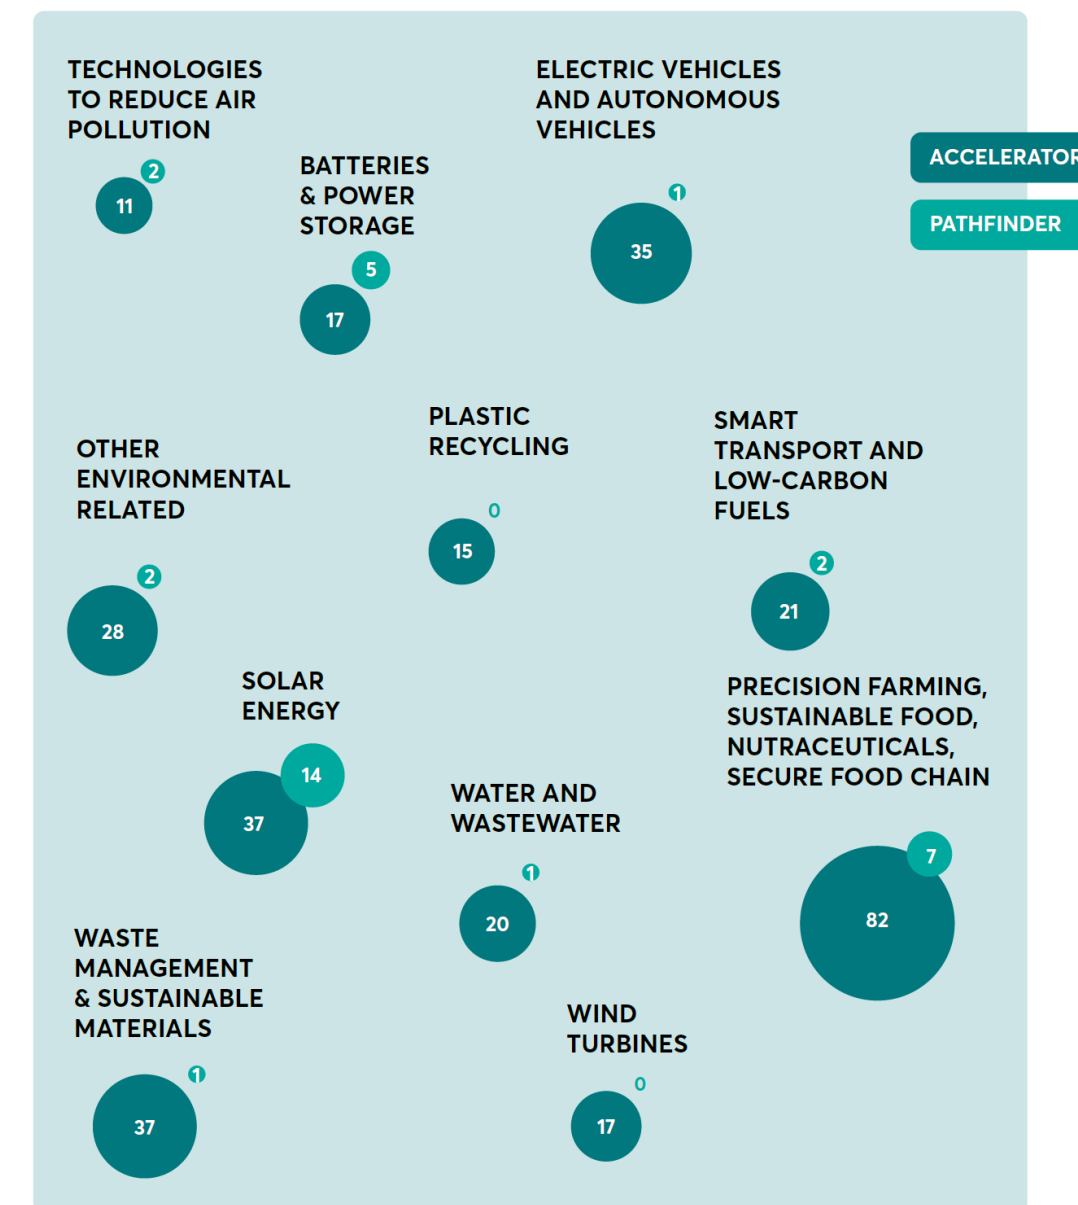 TECHNOLOGIES
TO REDUCE AIR
POLLUTION
2
11
BATTERIES
& POWER
STORAGE
5
17
ELECTRIC VEHICLES
AND AUTONOMOUS
VEHICLES
1
35
ACCELERATOR
PATHFINDER
OTHER
ENVIRONMENTAL
RELATED
2
28
PLASTIC
RECYCLING
0
15
SMART
TRANSPORT AND
LOW-CARBON
FUELS
2
21
SOLAR
ENERGY
14
37
WATER AND
WASTEWATER
1
20
PRECISION FARMING,
SUSTAINABLE FOOD,
NUTRACEUTICALS,
SECURE FOOD CHAIN
7
82
WASTE
MANAGEMENT
& SUSTAINABLE
MATERIALS
1
37
WIND
TURBINES
0
17